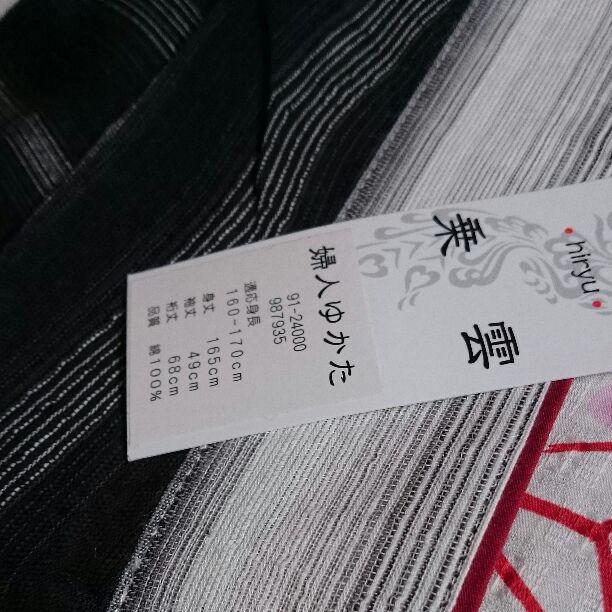 乗雲
hiryu
婦人ゆかた
91-24000
987935
適応身長
160-170cm
身丈 165cm
袖丈 49cm
裄丈 68cm
品質 綿100%